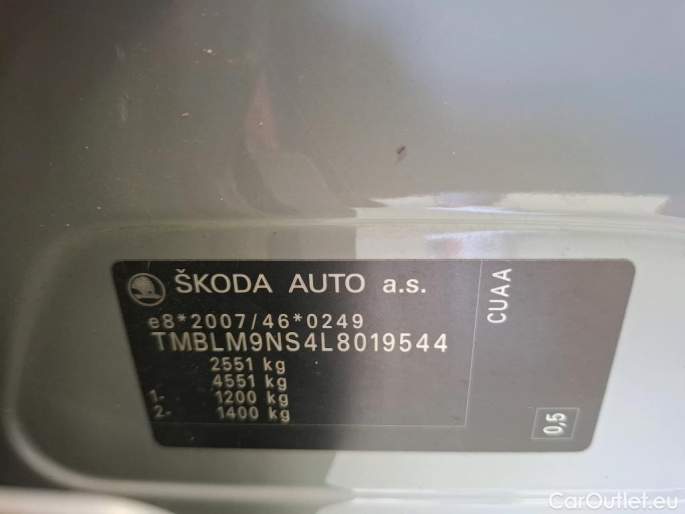 ŠKODA AUTO a.s.
e8*2007/46*0249
TMBLM9NS4L8019544
2551 kg
4551 kg
1- 1200 kg
2- 1400 kg
CUAA
0,5
CarOutlet.eu